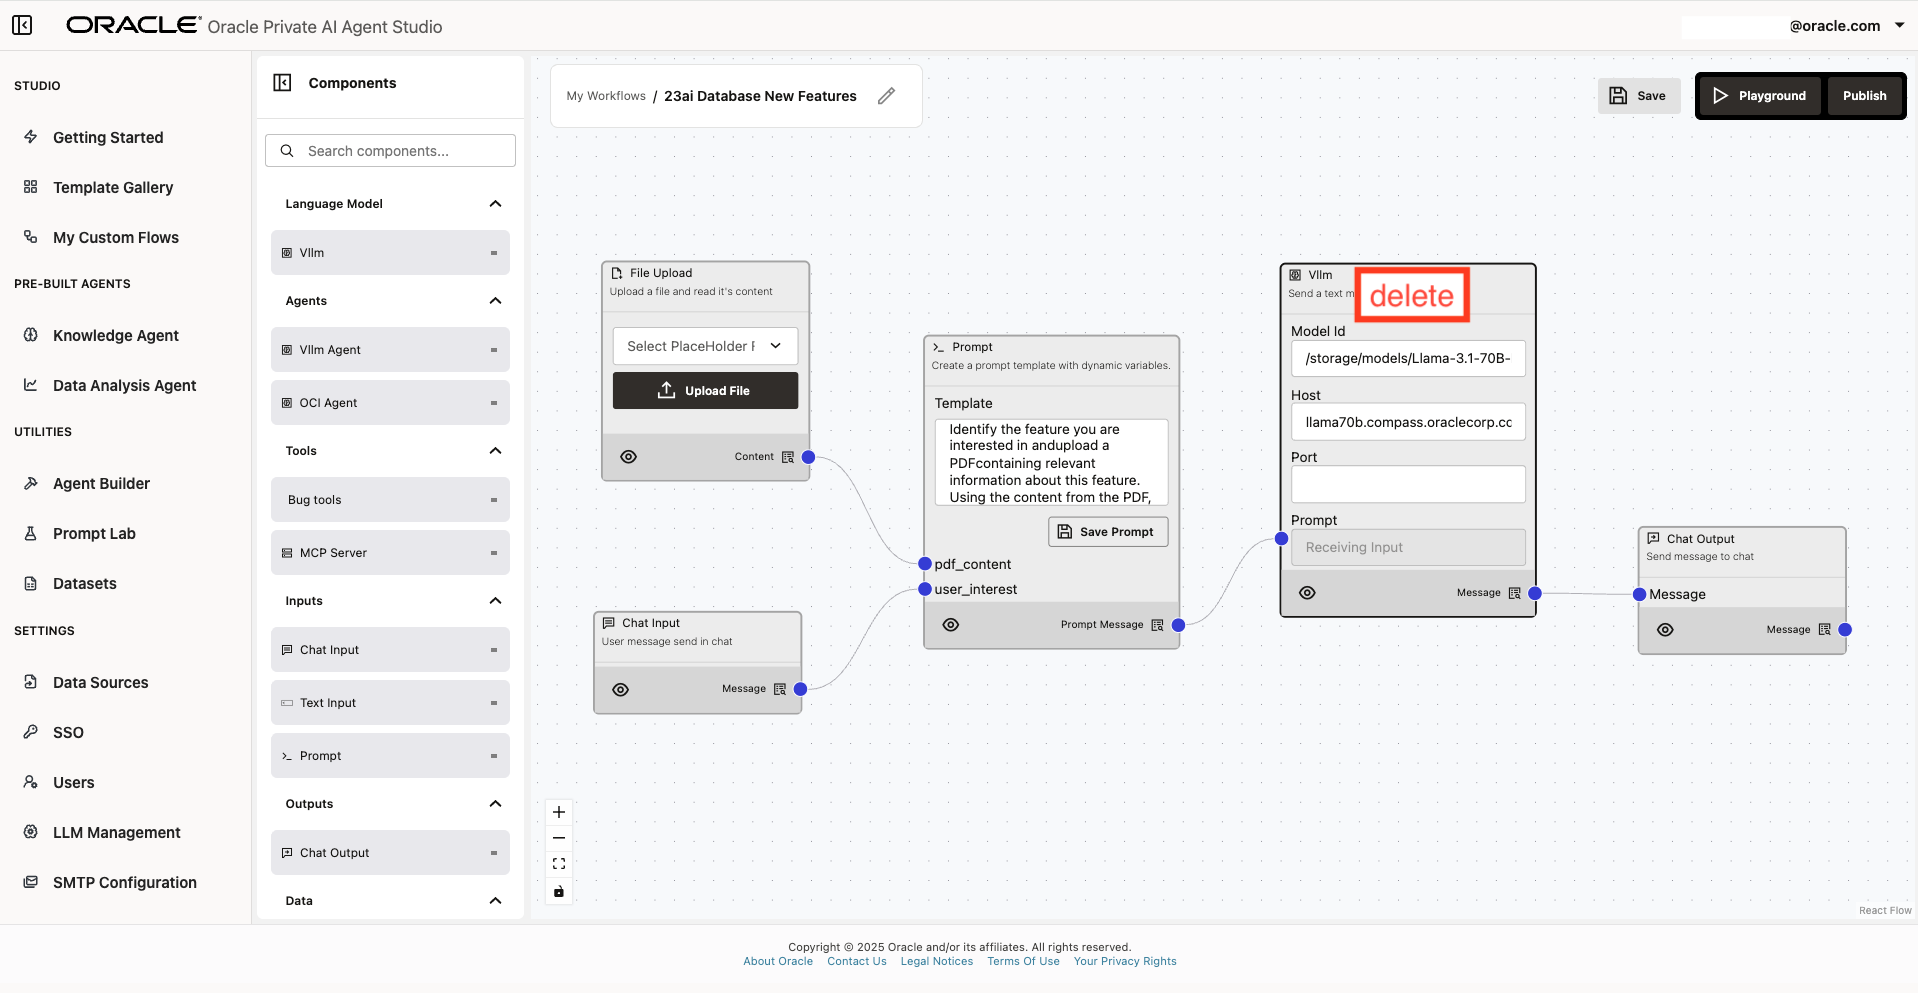 ORACLE Oracle Private AI Agent Studio
@oracle.com
STUDIO
Getting Started
Template Gallery
My Custom Flows
PRE-BUILT AGENTS
Knowledge Agent
Data Analysis Agent
UTILITIES
Agent Builder
Prompt Lab
Datasets
SETTINGS
Data Sources
SSO
Users
LLM Management
SMTP Configuration
Components
Search components...
Language Model
Vllm
Agents
Vllm Agent
OCI Agent
Tools
Bug tools
MCP Server
Inputs
Chat Input
Text Input
Prompt
Outputs
Chat Output
Data
My Workflows / 23ai Database New Features
Save
Playground
Publish
File Upload
Upload a file and read it's content
Select PlaceHolder F
Upload File
Content
Chat Input
User message send in chat
Message
Prompt
Create a prompt template with dynamic variables.
Template
Identify the feature you are
interested in andupload a
PDFcontaining relevant
information about this feature.
Using the content from the PDF,
Save Prompt
pdf_content
user_interest
Prompt Message
Vllm
Send a text m
delete
Model Id
/storage/models/Llama-3.1-70B-
Host
llama70b.compass.oraclecorp.cc
Port
Prompt
Receiving Input
Message
Chat Output
Send message to chat
Message
Message
React Flow
Copyright © 2025 Oracle and/or its affiliates. All rights reserved.
About Oracle Contact Us Legal Notices Terms Of Use Your Privacy Rights